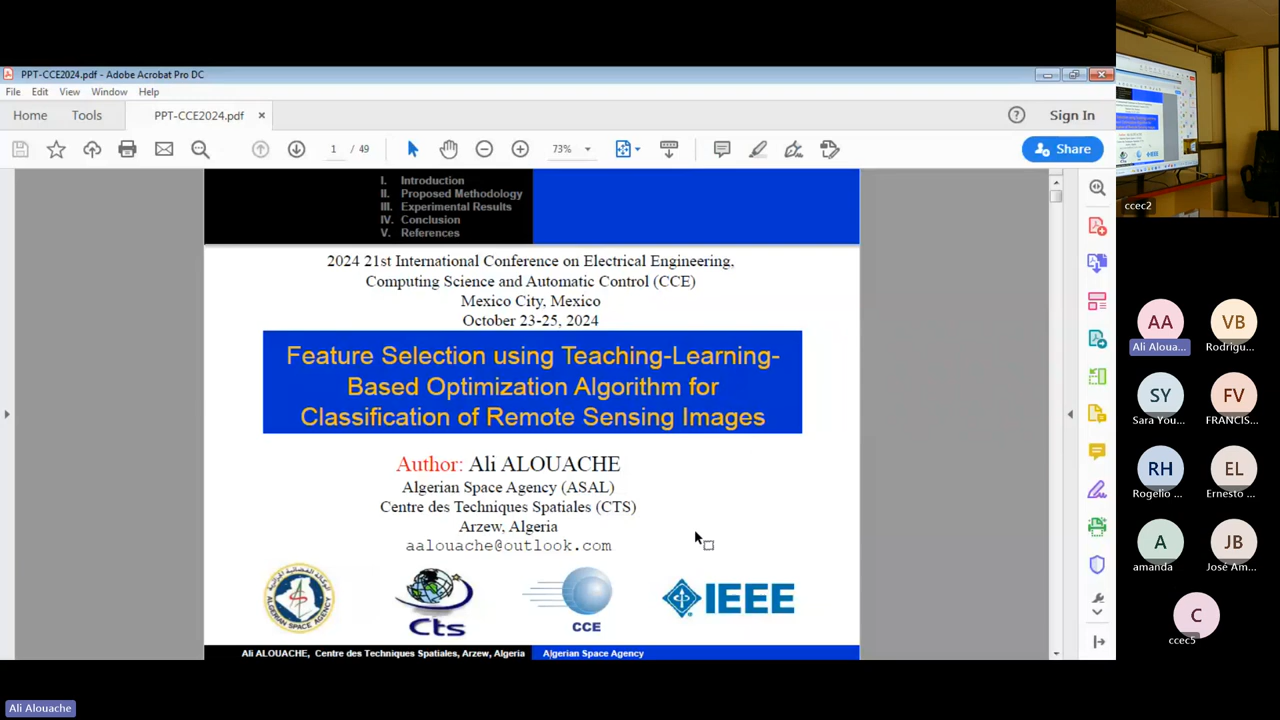 PPT-CCE2024.pdf - Adobe Acrobat Pro DC
File Edit View Window Help
Home Tools PPT-CCE2024.pdf × Sign In
1 / 49 73% Share
I. Introduction
II. Proposed Methodology
III. Experimental Results
IV. Conclusion
V. References
2024 21st International Conference on Electrical Engineering,
Computing Science and Automatic Control (CCE)
Mexico City, Mexico
October 23-25, 2024
Feature Selection using Teaching-Learning-
Based Optimization Algorithm for
Classification of Remote Sensing Images
Author: Ali ALOUACHE
Algerian Space Agency (ASAL)
Centre des Techniques Spatiales (CTS)
Arzew, Algeria
aalouache@outlook.com
ALGERIAN SPACE AGENCY
Cts
CCE
IEEE
Ali ALOUACHE, Centre des Techniques Spatiales, Arzew, Algeria Algerian Space Agency
ccec2
AA VB
Ali Aloua... Rodrigu...
SY FV
Sara You... FRANCIS...
RH EL
Rogelio ... Ernesto ...
A JB
amanda José Am...
C
ccec5
Ali Alouache